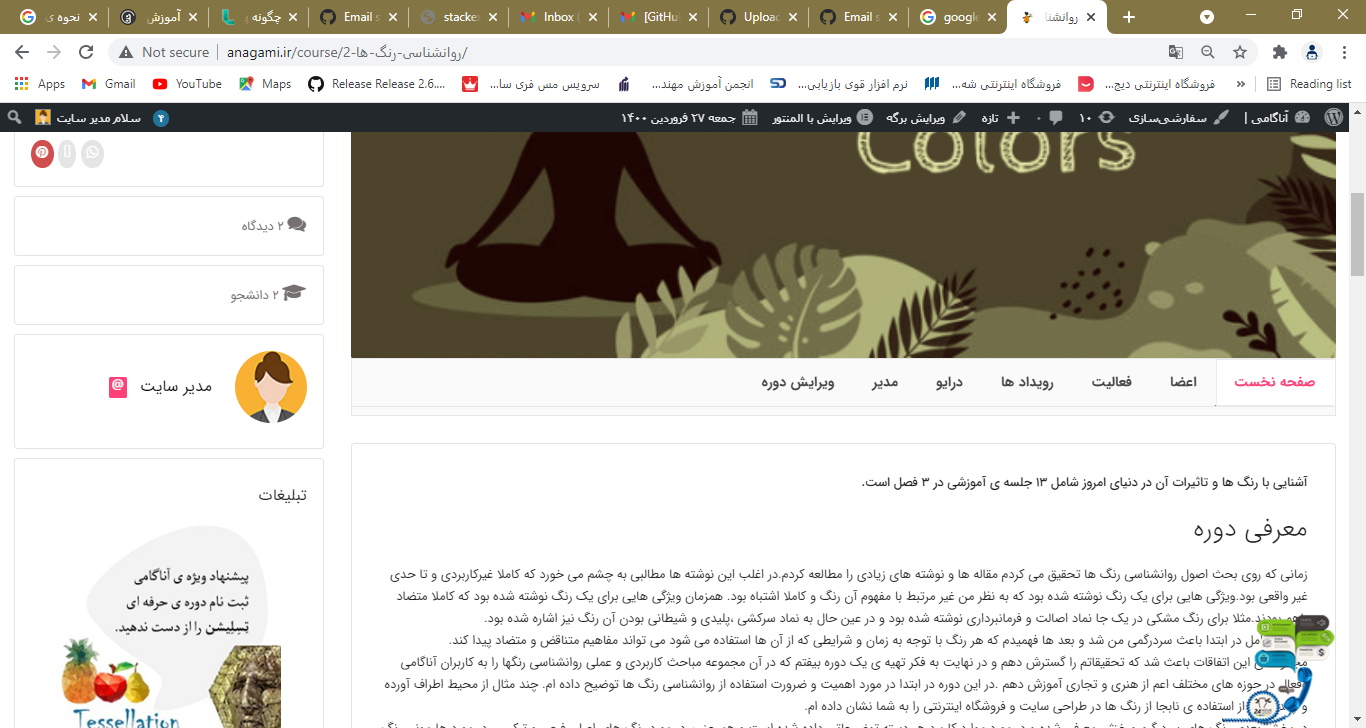 نحوه ی
آموزش
چگونه
Email s
stacke
Inbox (
[GitHu
Upload
Email s
google
روانشنا
Not secure
anagami.ir/course/2-روانشناسی-رنگ-ها/
Apps
Gmail
YouTube
Maps
Release Release 2.6....
سرویس مس فری سا...
انجمن آموزش مهند...
نرم افزار قوی بازیابی...
فروشگاه اینترنتی شه...
فروشگاه اینترنتی دیج...
»
Reading list
آناگامی |
سفارشی‌سازی
۱۰
۰
تازه
ویرایش برگه
ویرایش با المنتور
جمعه ۲۷ فروردین ۱۴۰۰
۴
سلام مدیر سایت
Colors
۲ دیدگاه
۲ دانشجو
مدیر سایت
@
تبلیغات
پیشنهاد ویژه ی آناگامی
ثبت نام دوره ی حرفه ای
تِسِلِیشن را از دست ندهید.
Tessellation
صفحه نخست
اعضا
فعالیت
رویداد ها
درایو
مدیر
ویرایش دوره
آشنایی با رنگ ها و تاثیرات آن در دنیای امروز شامل ۱۳ جلسه ی آموزشی در ۳ فصل است.
معرفی دوره
زمانی که روی بحث اصول روانشناسی رنگ ها تحقیق می کردم مقاله ها و نوشته های زیادی را مطالعه کردم.در اغلب این نوشته ها مطالبی به چشم می خورد که کاملا غیرکاربردی و تا حدی
غیر واقعی بود.ویژگی هایی برای یک رنگ نوشته شده بود که به نظر من غیر مرتبط با مفهوم آن رنگ و کاملا اشتباه بود. همزمان ویژگی هایی برای یک رنگ نوشته شده بود که کاملا متضاد
بودند.مثلا برای رنگ مشکی در یک جا نماد اصالت و فرمانبرداری نوشته شده بود و در عین حال به نماد سرکشی ،پلیدی و شیطانی بودن آن رنگ نیز اشاره شده بود.
در ابتدا باعث سردرگمی من شد و بعد ها فهمیدم که هر رنگ با توجه به زمان و شرایطی که از آن ها استفاده می شود می تواند مفاهیم متناقض و متضاد پیدا کند.
این اتفاقات باعث شد که تحقیقاتم را گسترش دهم و در نهایت به فکر تهیه ی یک دوره بیفتم که در آن مجموعه مباحث کاربردی و عملی روانشناسی رنگها را به کاربران آناگامی
در حوزه های مختلف اعم از هنری و تجاری آموزش دهم .در این دوره در ابتدا در مورد اهمیت و ضرورت استفاده از روانشناسی رنگ ها توضیح داده ام. چند مثال از محیط اطراف آورده
از استفاده ی نابجا از رنگ ها در طراحی سایت و فروشگاه اینترنتی را به شما نشان داده ام.